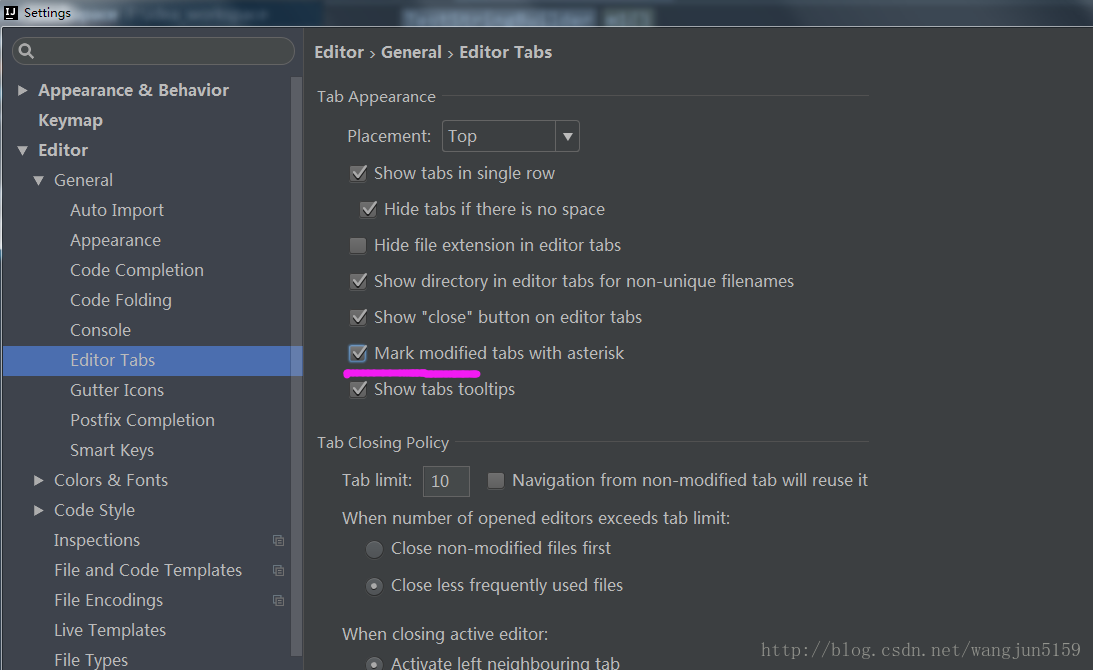 Settings
Editor › General › Editor Tabs
Appearance & Behavior
Keymap
Editor
General
Auto Import
Appearance
Code Completion
Code Folding
Console
Editor Tabs
Gutter Icons
Postfix Completion
Smart Keys
Colors & Fonts
Code Style
Inspections
File and Code Templates
File Encodings
Live Templates
File Types
Tab Appearance
Placement: Top
Show tabs in single row
Hide tabs if there is no space
Hide file extension in editor tabs
Show directory in editor tabs for non-unique filenames
Show "close" button on editor tabs
Mark modified tabs with asterisk
Show tabs tooltips
Tab Closing Policy
Tab limit: 10 Navigation from non-modified tab will reuse it
When number of opened editors exceeds tab limit:
Close non-modified files first
Close less frequently used files
When closing active editor:
Activate left neighbouring tab
http://blog.csdn.net/wangjun5159